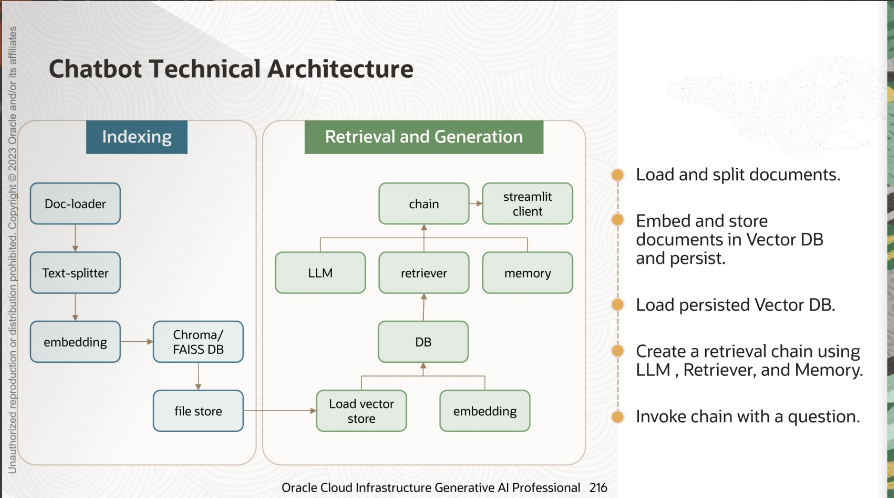 Chatbot Technical Architecture
Indexing
Doc-loader
Text-splitter
embedding
Chroma/
FAISS DB
file store
Retrieval and Generation
chain
streamlit
client
LLM
retriever
memory
DB
Load vector
store
embedding
Load and split documents.
Embed and store
documents in Vector DB
and persist.
Load persisted Vector DB.
Create a retrieval chain using
LLM , Retriever, and Memory.
Invoke chain with a question.
Oracle Cloud Infrastructure Generative AI Professional 216
Unauthorized reproduction or distribution prohibited. Copyright © 2023 Oracle and/or its affiliates